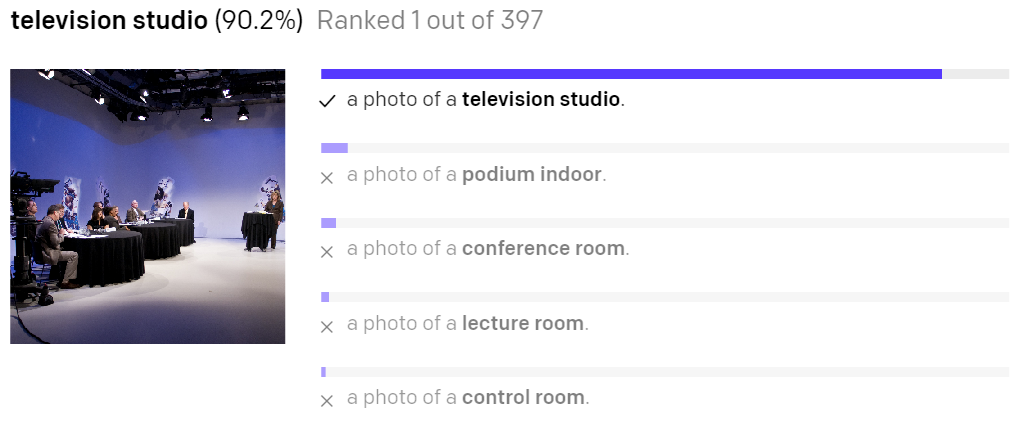 television studio (90.2%) Ranked 1 out of 397
a photo of a television studio.
a photo of a podium indoor.
a photo of a conference room.
a photo of a lecture room.
a photo of a control room.